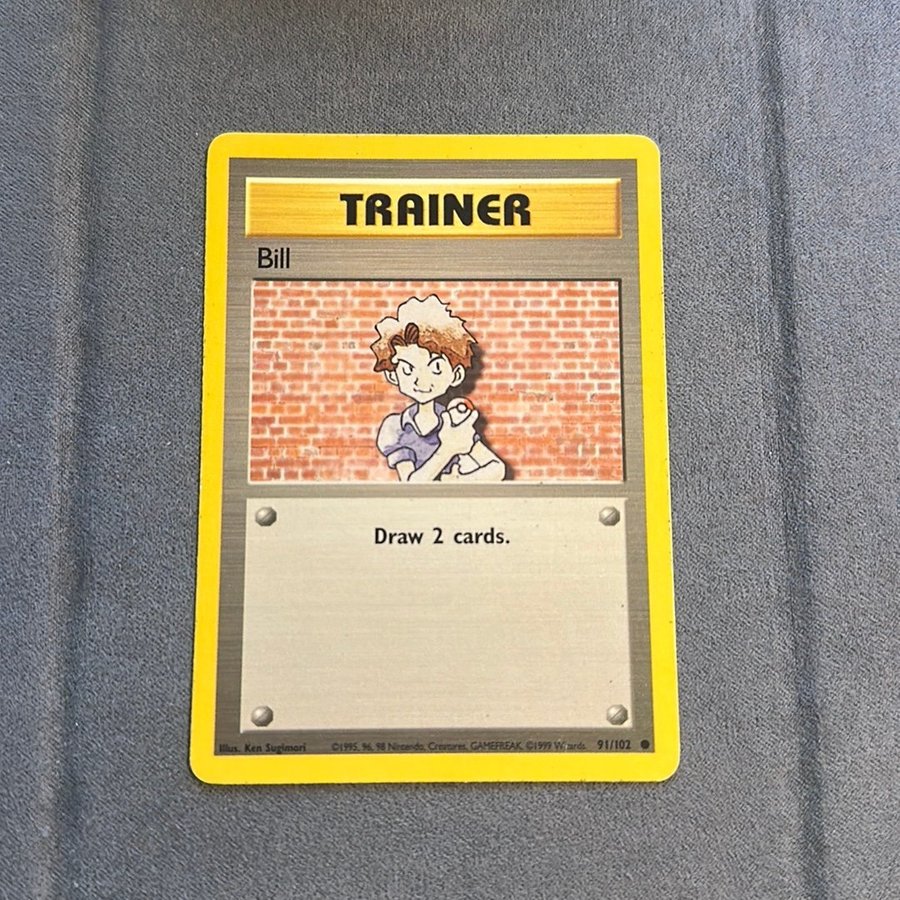 TRAINER
Bill
Draw 2 cards.
Illus. Ken Sugimori ©1995, 96, 98 Nintendo, Creatures, GAMEFREAK. ©1999 Wizards. 91/102